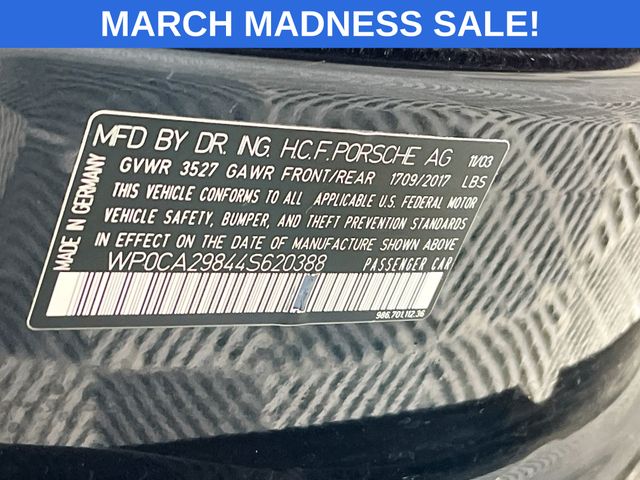 MARCH MADNESS SALE!
MFD BY DR. ING. H.C.F. PORSCHE AG 11/03
GVWR 3527 GAWR FRONT/REAR 1709/2017 LBS
THIS VEHICLE CONFORMS TO ALL APPLICABLE U.S. FEDERAL MOTOR
VEHICLE SAFETY, BUMPER, AND THEFT PREVENTION STANDARDS
IN EFFECT ON THE DATE OF MANUFACTURE SHOWN ABOVE
WP0CA29844S620388 PASSENGER CAR
986.701.112.36
MADE IN GERMANY